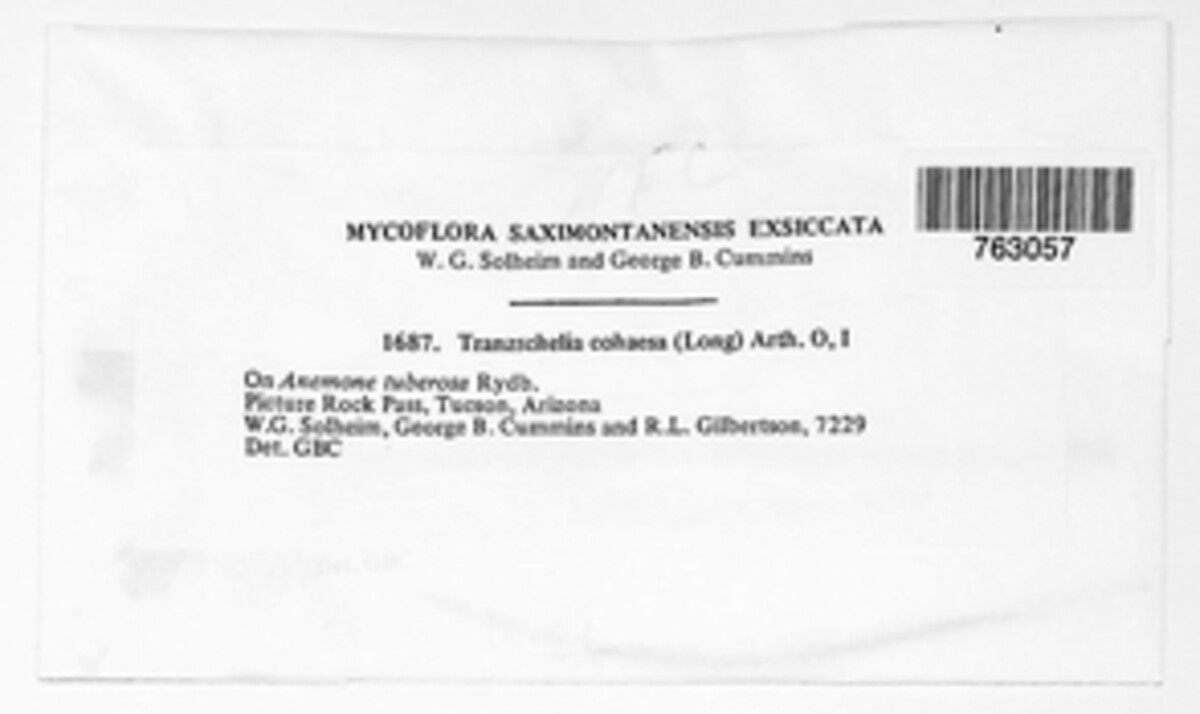 MYCOFLORA SAXIMONTANENSIS EXSICCATA
W. G. Solheim and George B. Cummins
763057
1687. Tranzschelia cohaesa (Long) Arth. O, I
On Anemone tuberose Rydb.
Picture Rock Pass, Tucson, Arizona
W.G. Solheim, George B. Cummins and R.L. Gilbertson, 7229
Det. GBC